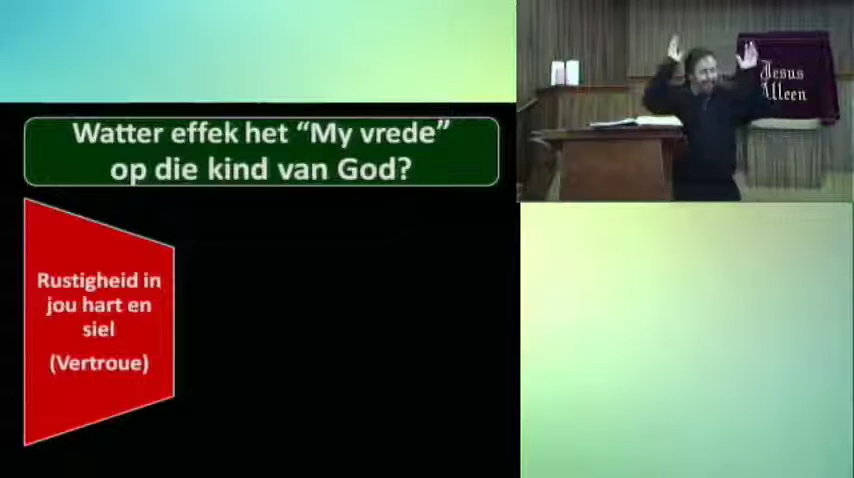 Watter effek het “My vrede”
op die kind van God?
Rustigheid in
jou hart en
siel
(Vertroue)
Jesus
Alleen